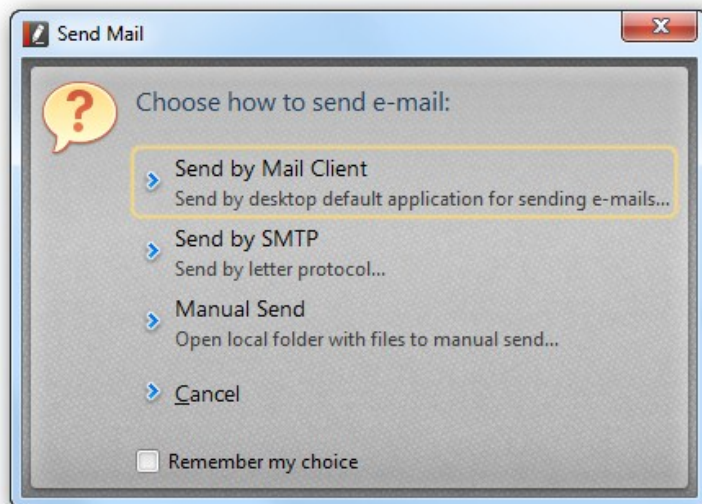 Send Mail
Choose how to send e-mail:
Send by Mail Client
Send by desktop default application for sending e-mails...
Send by SMTP
Send by letter protocol...
Manual Send
Open local folder with files to manual send...
Cancel
Remember my choice